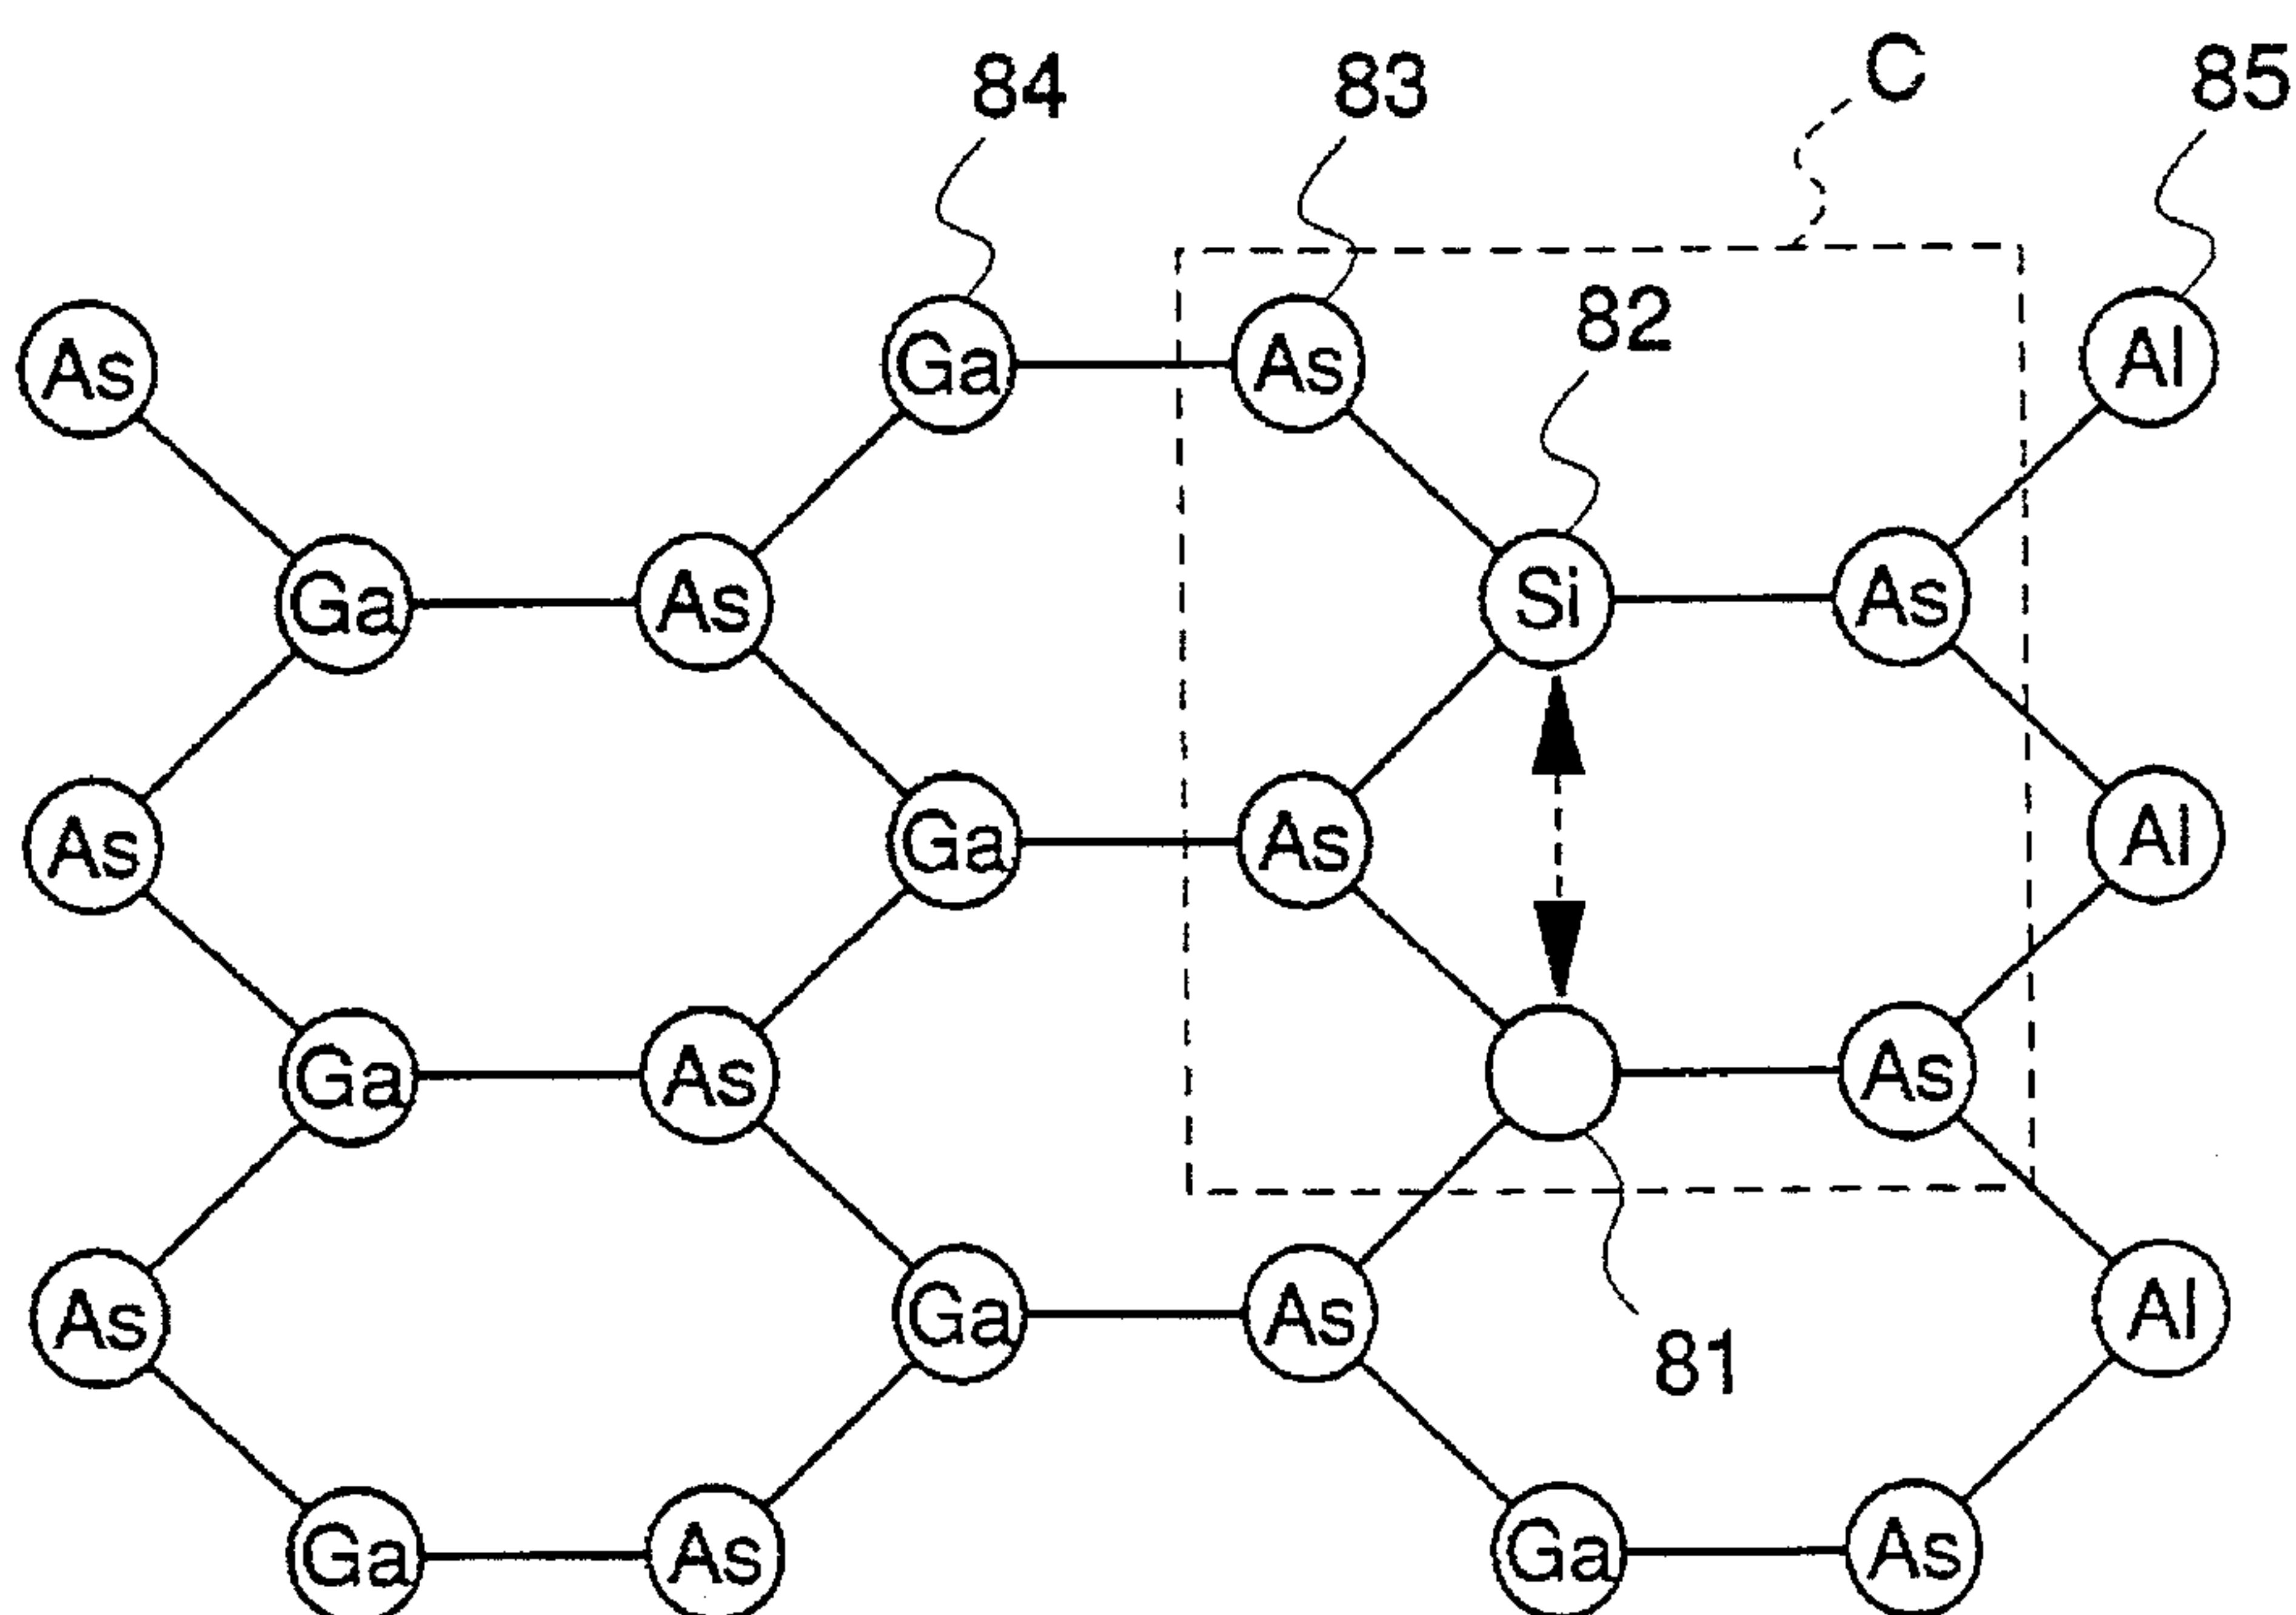 84 83 C 85
82
As Ga As Al
Ga As Si As
As Ga As Al
Ga As As
As Ga As Al
81
Ga As Ga As